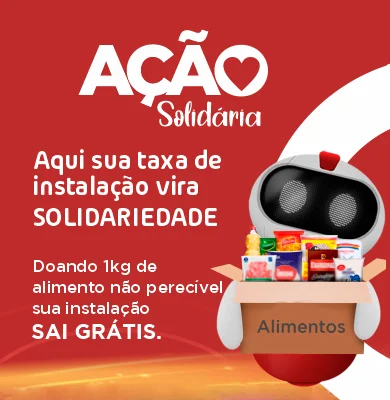 AÇÃO
Solidária
Aqui sua taxa de
instalação vira
SOLIDARIEDADE
Doando 1kg de
alimento não perecível
sua instalação
SAI GRÁTIS.
Alimentos